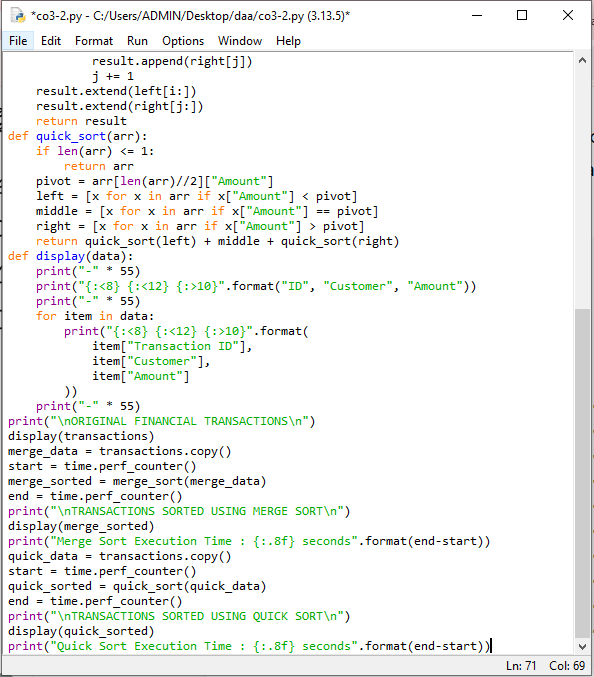 *co3-2.py - C:/Users/ADMIN/Desktop/daa/co3-2.py (3.13.5)*
File Edit Format Run Options Window Help
            result.append(right[j])
            j += 1
    result.extend(left[i:])
    result.extend(right[j:])
    return result
def quick_sort(arr):
    if len(arr) <= 1:
        return arr
    pivot = arr[len(arr)//2]["Amount"]
    left = [x for x in arr if x["Amount"] < pivot]
    middle = [x for x in arr if x["Amount"] == pivot]
    right = [x for x in arr if x["Amount"] > pivot]
    return quick_sort(left) + middle + quick_sort(right)
def display(data):
    print("-" * 55)
    print("{:<8} {:<12} {:>10}".format("ID", "Customer", "Amount"))
    print("-" * 55)
    for item in data:
        print("{:<8} {:<12} {:>10}".format(
            item["Transaction ID"],
            item["Customer"],
            item["Amount"]
        ))
    print("-" * 55)
print("\nORIGINAL FINANCIAL TRANSACTIONS\n")
display(transactions)
merge_data = transactions.copy()
start = time.perf_counter()
merge_sorted = merge_sort(merge_data)
end = time.perf_counter()
print("\nTRANSACTIONS SORTED USING MERGE SORT\n")
display(merge_sorted)
print("Merge Sort Execution Time : {:.8f} seconds".format(end-start))
quick_data = transactions.copy()
start = time.perf_counter()
quick_sorted = quick_sort(quick_data)
end = time.perf_counter()
print("\nTRANSACTIONS SORTED USING QUICK SORT\n")
display(quick_sorted)
print("Quick Sort Execution Time : {:.8f} seconds".format(end-start))
Ln: 71 Col: 69